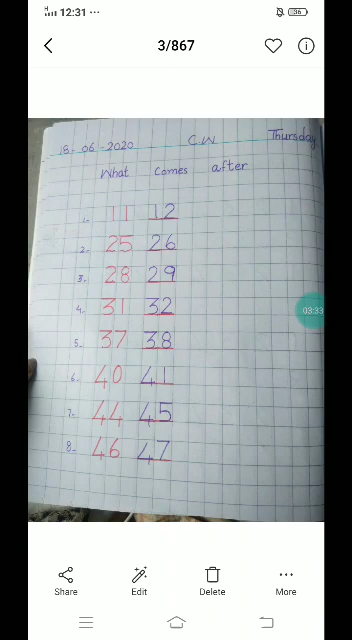 H 12:31 ··· 36
3/867
18-06-2020 C.W Thursday
What Comes after
1. 11 12
2. 25 26
3. 28 29
4. 31 32
03:33
5. 37 38
6. 40 41
7. 44 45
8. 46 47
Share Edit Delete More